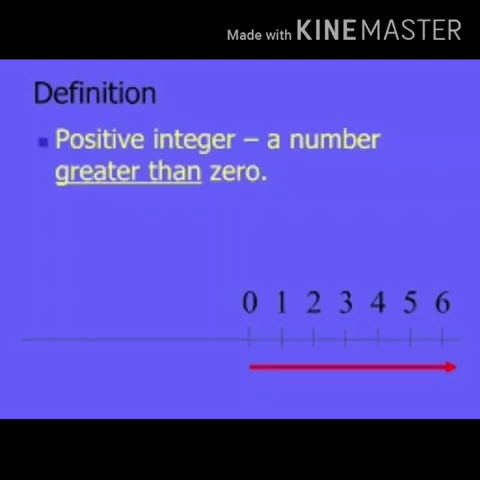 Made with KINEMASTER
Definition
Positive integer – a number
greater than zero.
0 1 2 3 4 5 6